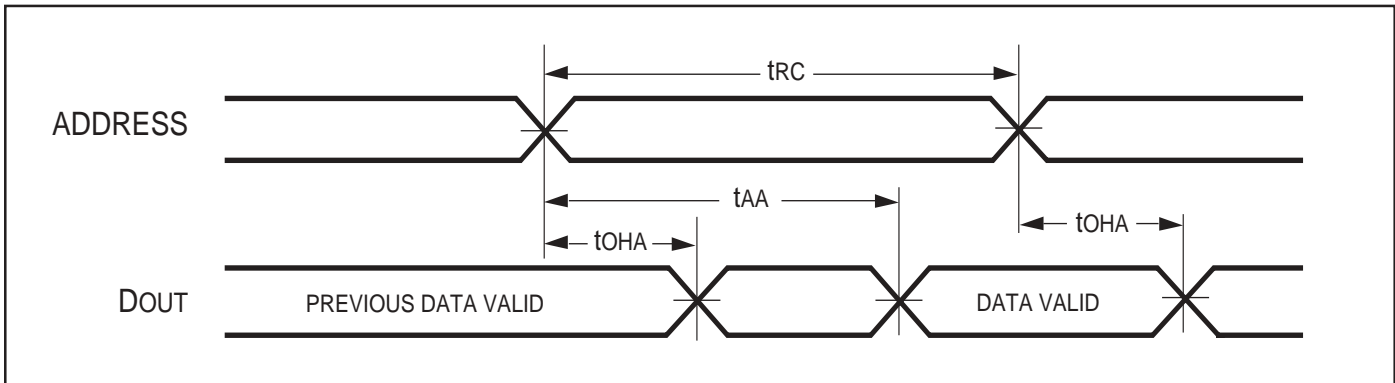 tRC
ADDRESS
tAA
tOHA
tOHA
DOUT
PREVIOUS DATA VALID
DATA VALID